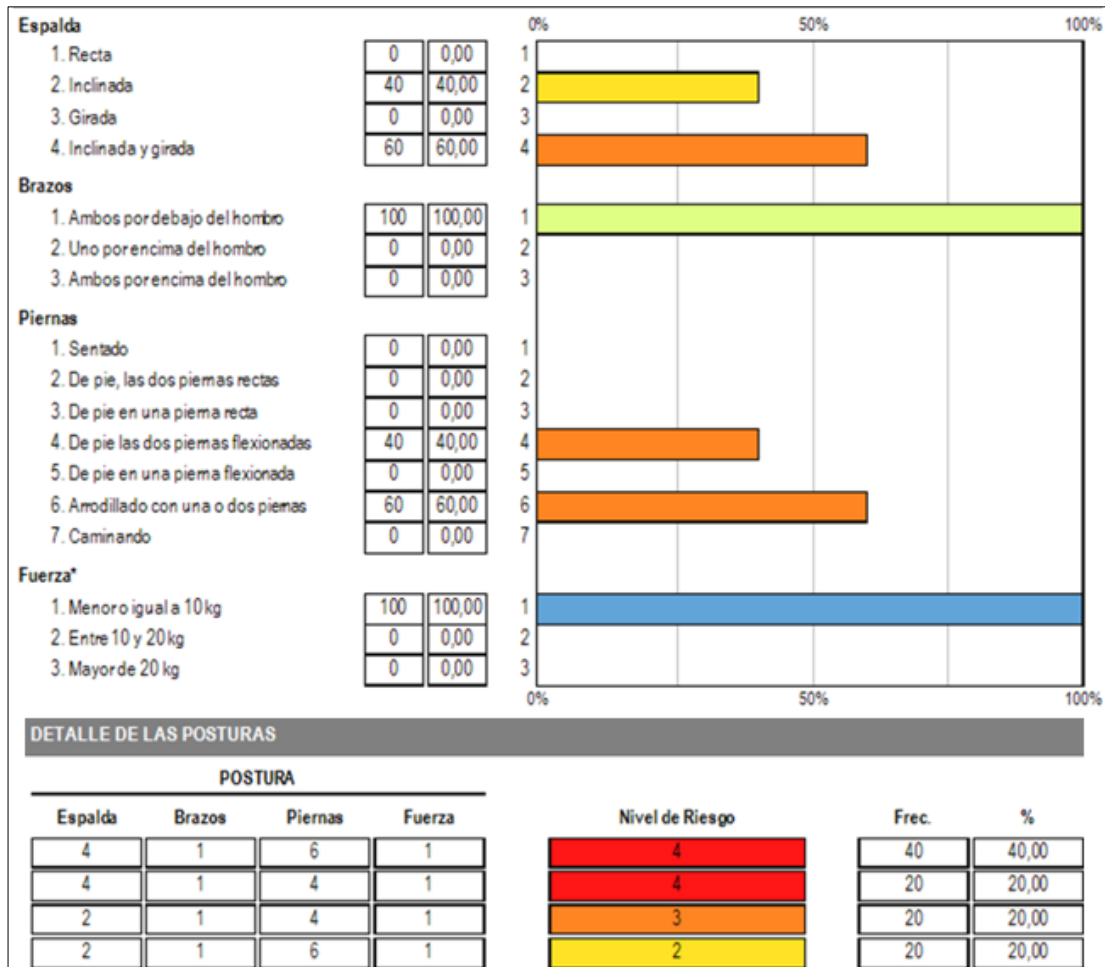 Espalda 0% 50% 100%
1. Recta 0 0,00 1
2. Inclinada 40 40,00 2
3. Girada 0 0,00 3
4. Inclinada y girada 60 60,00 4
Brazos
1. Ambos por debajo del hombro 100 100,00 1
2. Uno por encima del hombro 0 0,00 2
3. Ambos por encima del hombro 0 0,00 3
Piernas
1. Sentado 0 0,00 1
2. De pie, las dos piernas rectas 0 0,00 2
3. De pie en una pierna recta 0 0,00 3
4. De pie las dos piernas flexionadas 40 40,00 4
5. De pie en una pierna flexionada 0 0,00 5
6. Arrodillado con una o dos piernas 60 60,00 6
7. Caminando 0 0,00 7
Fuerza*
1. Menor o igual a 10 kg 100 100,00 1
2. Entre 10 y 20 kg 0 0,00 2
3. Mayor de 20 kg 0 0,00 3
0% 50% 100%
DETALLE DE LAS POSTURAS
POSTURA
Espalda Brazos Piernas Fuerza Nivel de Riesgo Frec. %
4 1 6 1 4 40 40,00
4 1 4 1 4 20 20,00
2 1 4 1 3 20 20,00
2 1 6 1 2 20 20,00